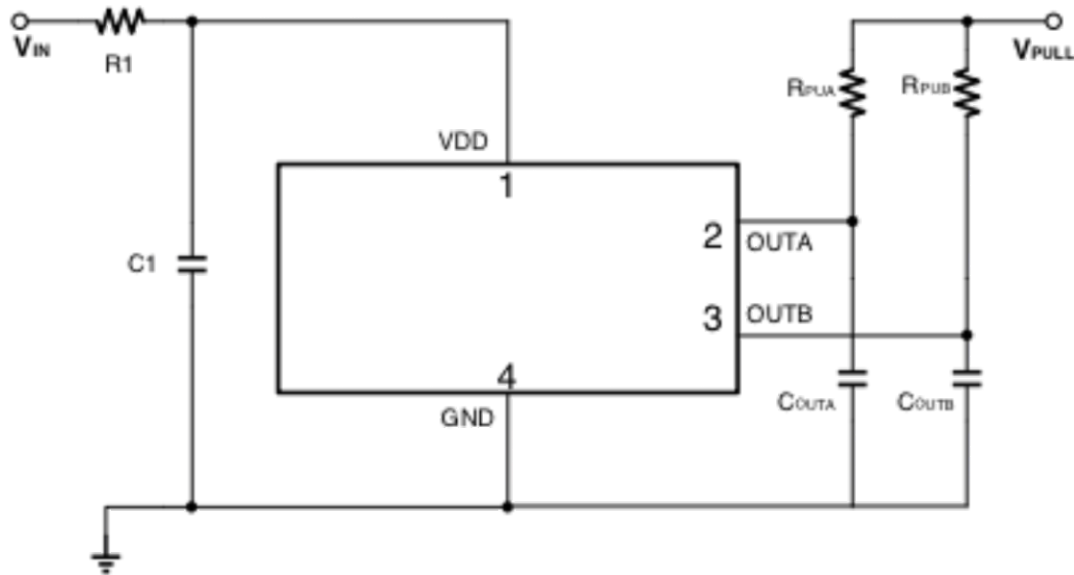 VIN
R1
VPULL
RPUA
RPUB
VDD
1
C1
2
OUTA
3
OUTB
4
GND
COUTA
COUTB